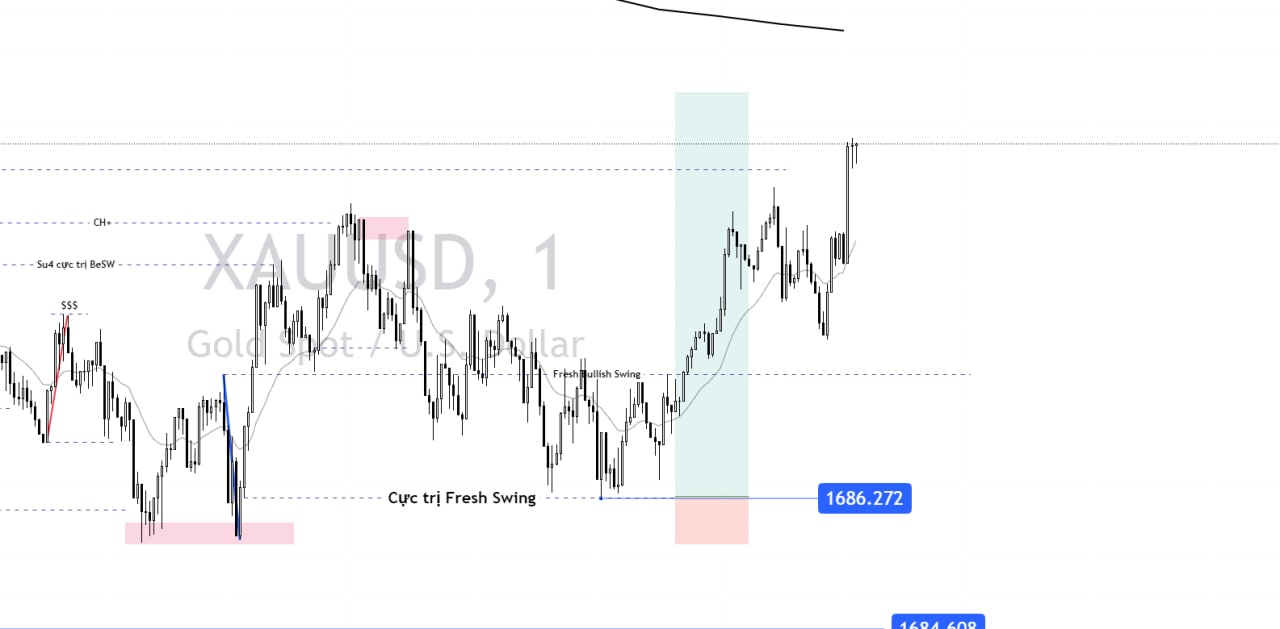 CH+
XAUUSD, 1
Su4 cực trị BeSW
$$$
Gold Spot / U.S. Dollar
Fresh Bullish Swing
Cực trị Fresh Swing
1686.272
1684.608